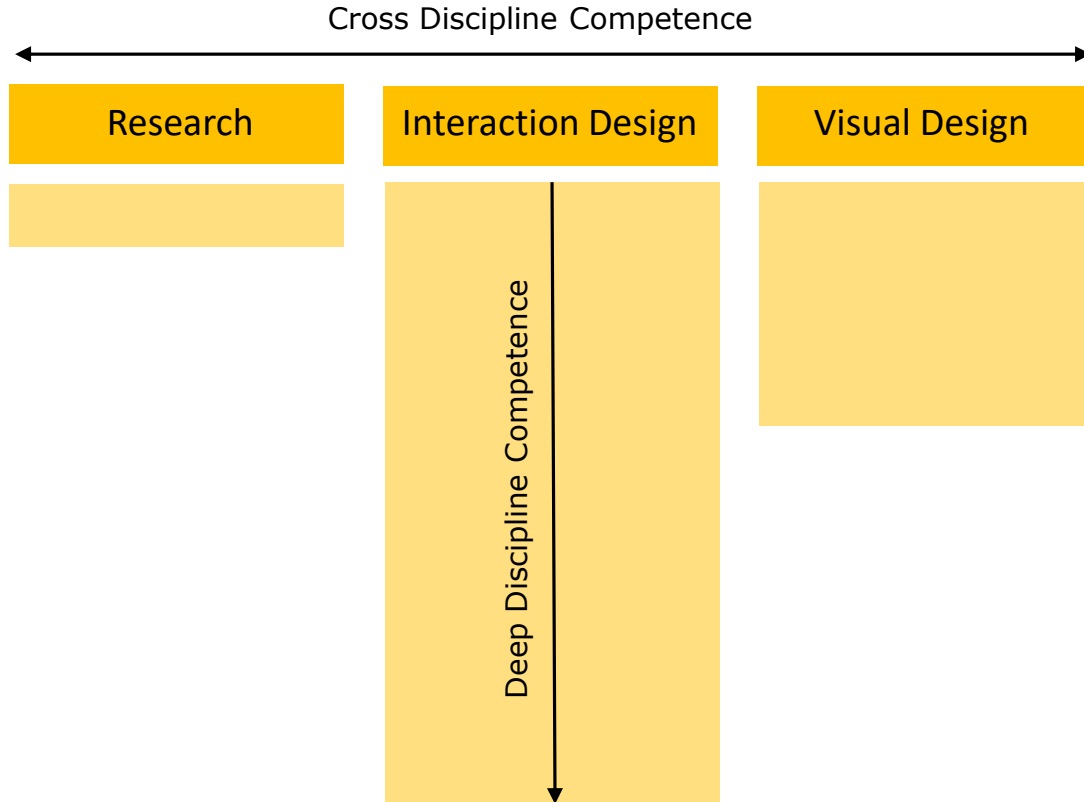 Cross Discipline Competence
Research
Interaction Design
Visual Design
Deep Discipline Competence